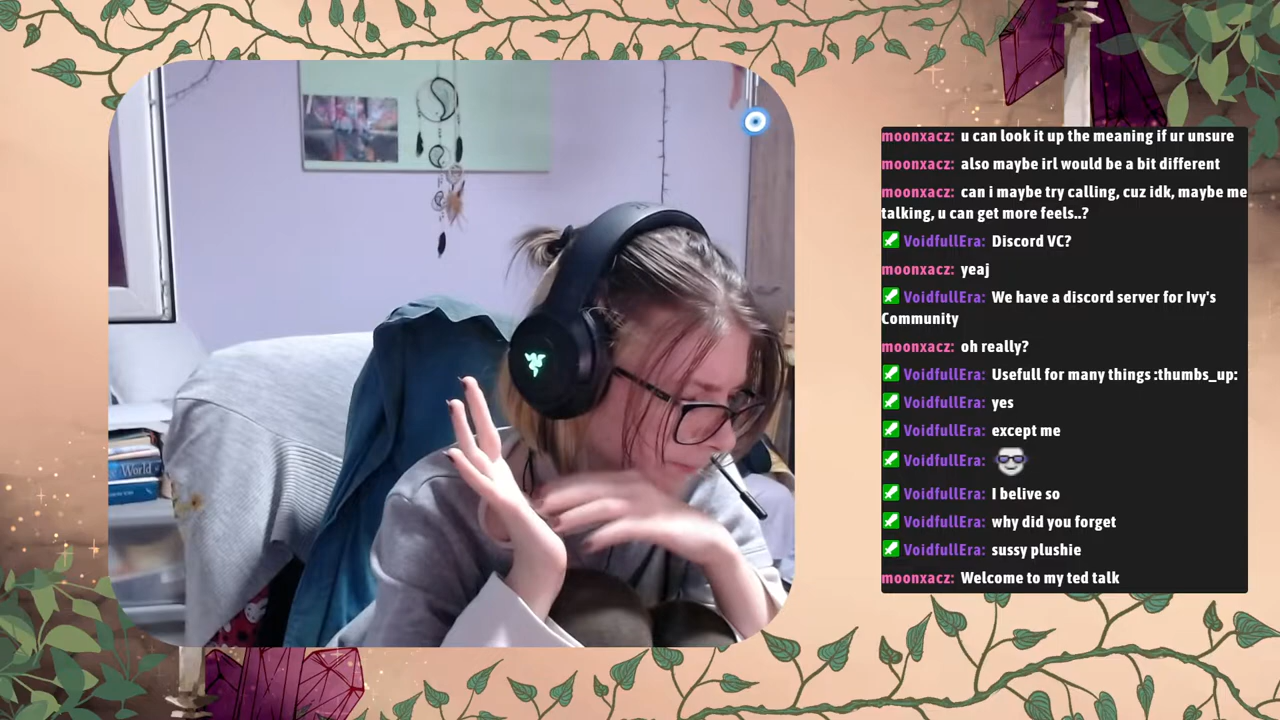 moonxacz: u can look it up the meaning if ur unsure
moonxacz: also maybe irl would be a bit different
moonxacz: can i maybe try calling, cuz idk, maybe me
talking, u can get more feels..?
VoidfullEra: Discord VC?
moonxacz: yeaj
VoidfullEra: We have a discord server for Ivy's
Community
moonxacz: oh really?
VoidfullEra: Usefull for many things :thumbs_up:
VoidfullEra: yes
VoidfullEra: except me
VoidfullEra:
VoidfullEra: I belive so
VoidfullEra: why did you forget
VoidfullEra: sussy plushie
moonxacz: Welcome to my ted talk
World